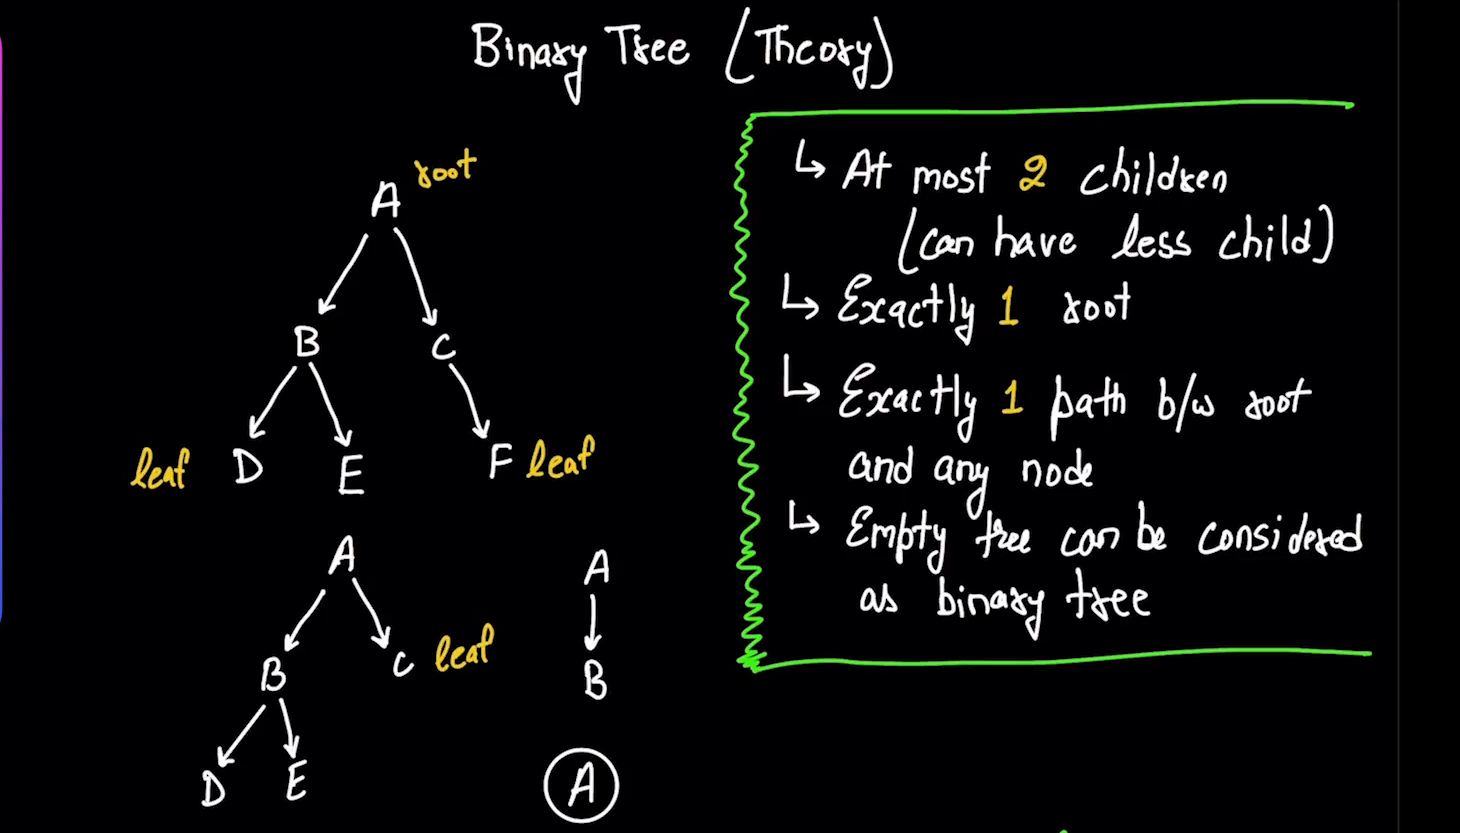 Binary Tree (Theory)
A root
B C
leaf D E F leaf
A
B C leaf
D E
A
B
A
↳ At most 2 children
(can have less child)
↳ Exactly 1 root
↳ Exactly 1 path b/w root
and any node
↳ Empty tree can be considered
as binary tree